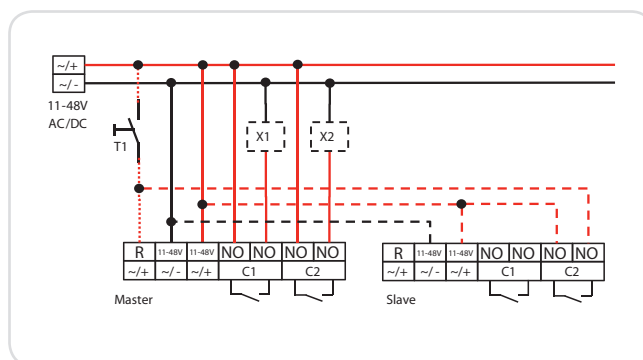 ~/+
~/-
11-48V
AC/DC
T1
X1
X2
R 11-48V 11-48V NO NO NO NO
~/+ ~/- ~/+ C1 C2
Master
R 11-48V 11-48V NO NO NO NO
~/+ ~/- ~/+ C1 C2
Slave